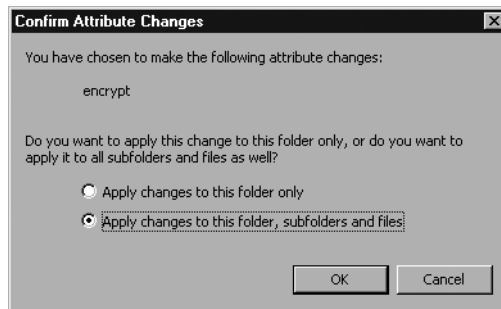 Confirm Attribute Changes
You have chosen to make the following attribute changes:
encrypt
Do you want to apply this change to this folder only, or do you want to
apply it to all subfolders and files as well?
Apply changes to this folder only
Apply changes to this folder, subfolders and files
OK Cancel